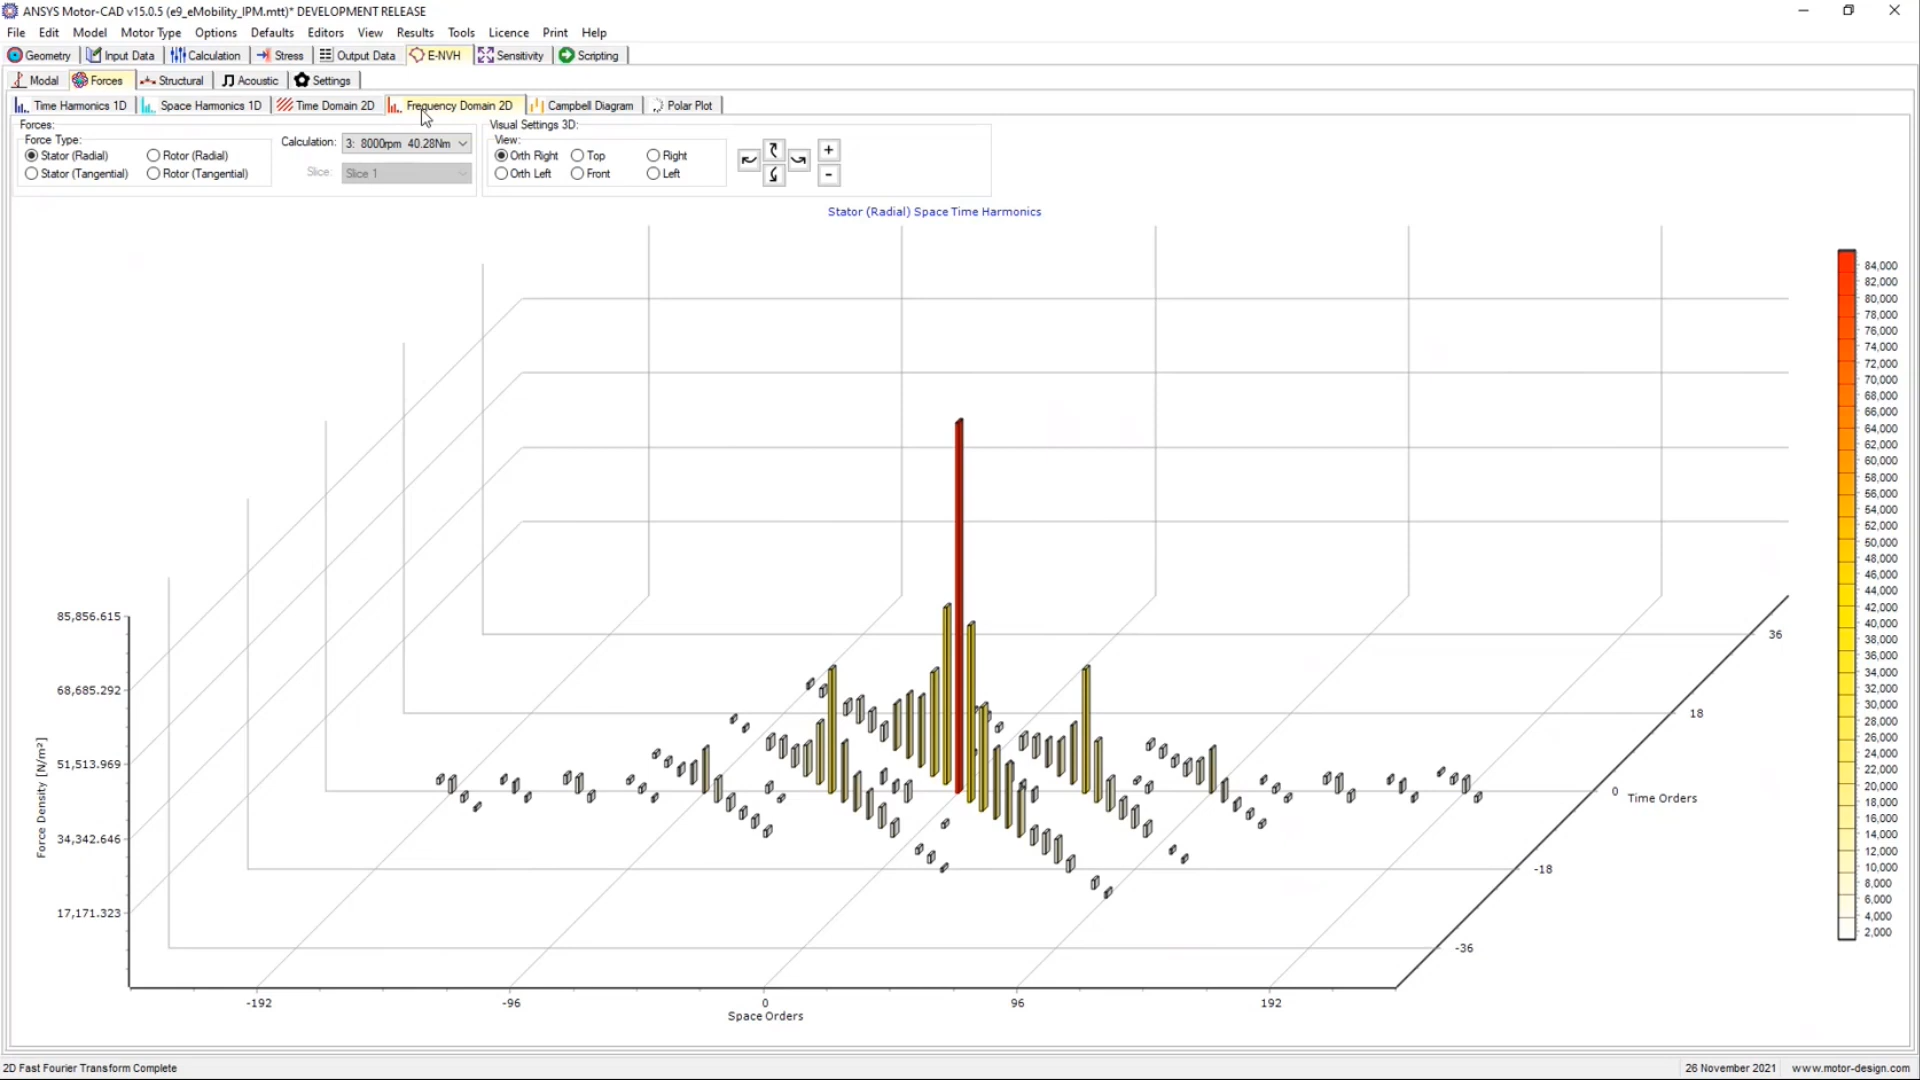 ANSYS Motor-CAD v15.0.5 (e9_eMobility_IPM.mtt)* DEVELOPMENT RELEASE
File Edit Model Motor Type Options Defaults Editors View Results Tools Licence Print Help
Geometry Input Data Calculation Stress Output Data E-NVH Sensitivity Scripting
Modal Forces Structural Acoustic Settings
Time Harmonics 1D Space Harmonics 1D Time Domain 2D Frequency Domain 2D Campbell Diagram Polar Plot
Forces:
Force Type:
Stator (Radial) Rotor (Radial)
Stator (Tangential) Rotor (Tangential)
Calculation: 3: 8000rpm 40.28Nm
Slice: Slice 1
Visual Settings 3D:
View:
Orth Right Top Right
Orth Left Front Left
+
-
Stator (Radial) Space Time Harmonics
85,856.615
68,685.292
51,513.969
34,342.646
17,171.323
Force Density [N/m²]
-192 -96 0 96 192
Space Orders
36
18
0
-18
-36
Time Orders
84,000
82,000
80,000
78,000
76,000
74,000
72,000
70,000
68,000
66,000
64,000
62,000
60,000
58,000
56,000
54,000
52,000
50,000
48,000
46,000
44,000
42,000
40,000
38,000
36,000
34,000
32,000
30,000
28,000
26,000
24,000
22,000
20,000
18,000
16,000
14,000
12,000
10,000
8,000
6,000
4,000
2,000
2D Fast Fourier Transform Complete
26 November 2021 www.motor-design.com